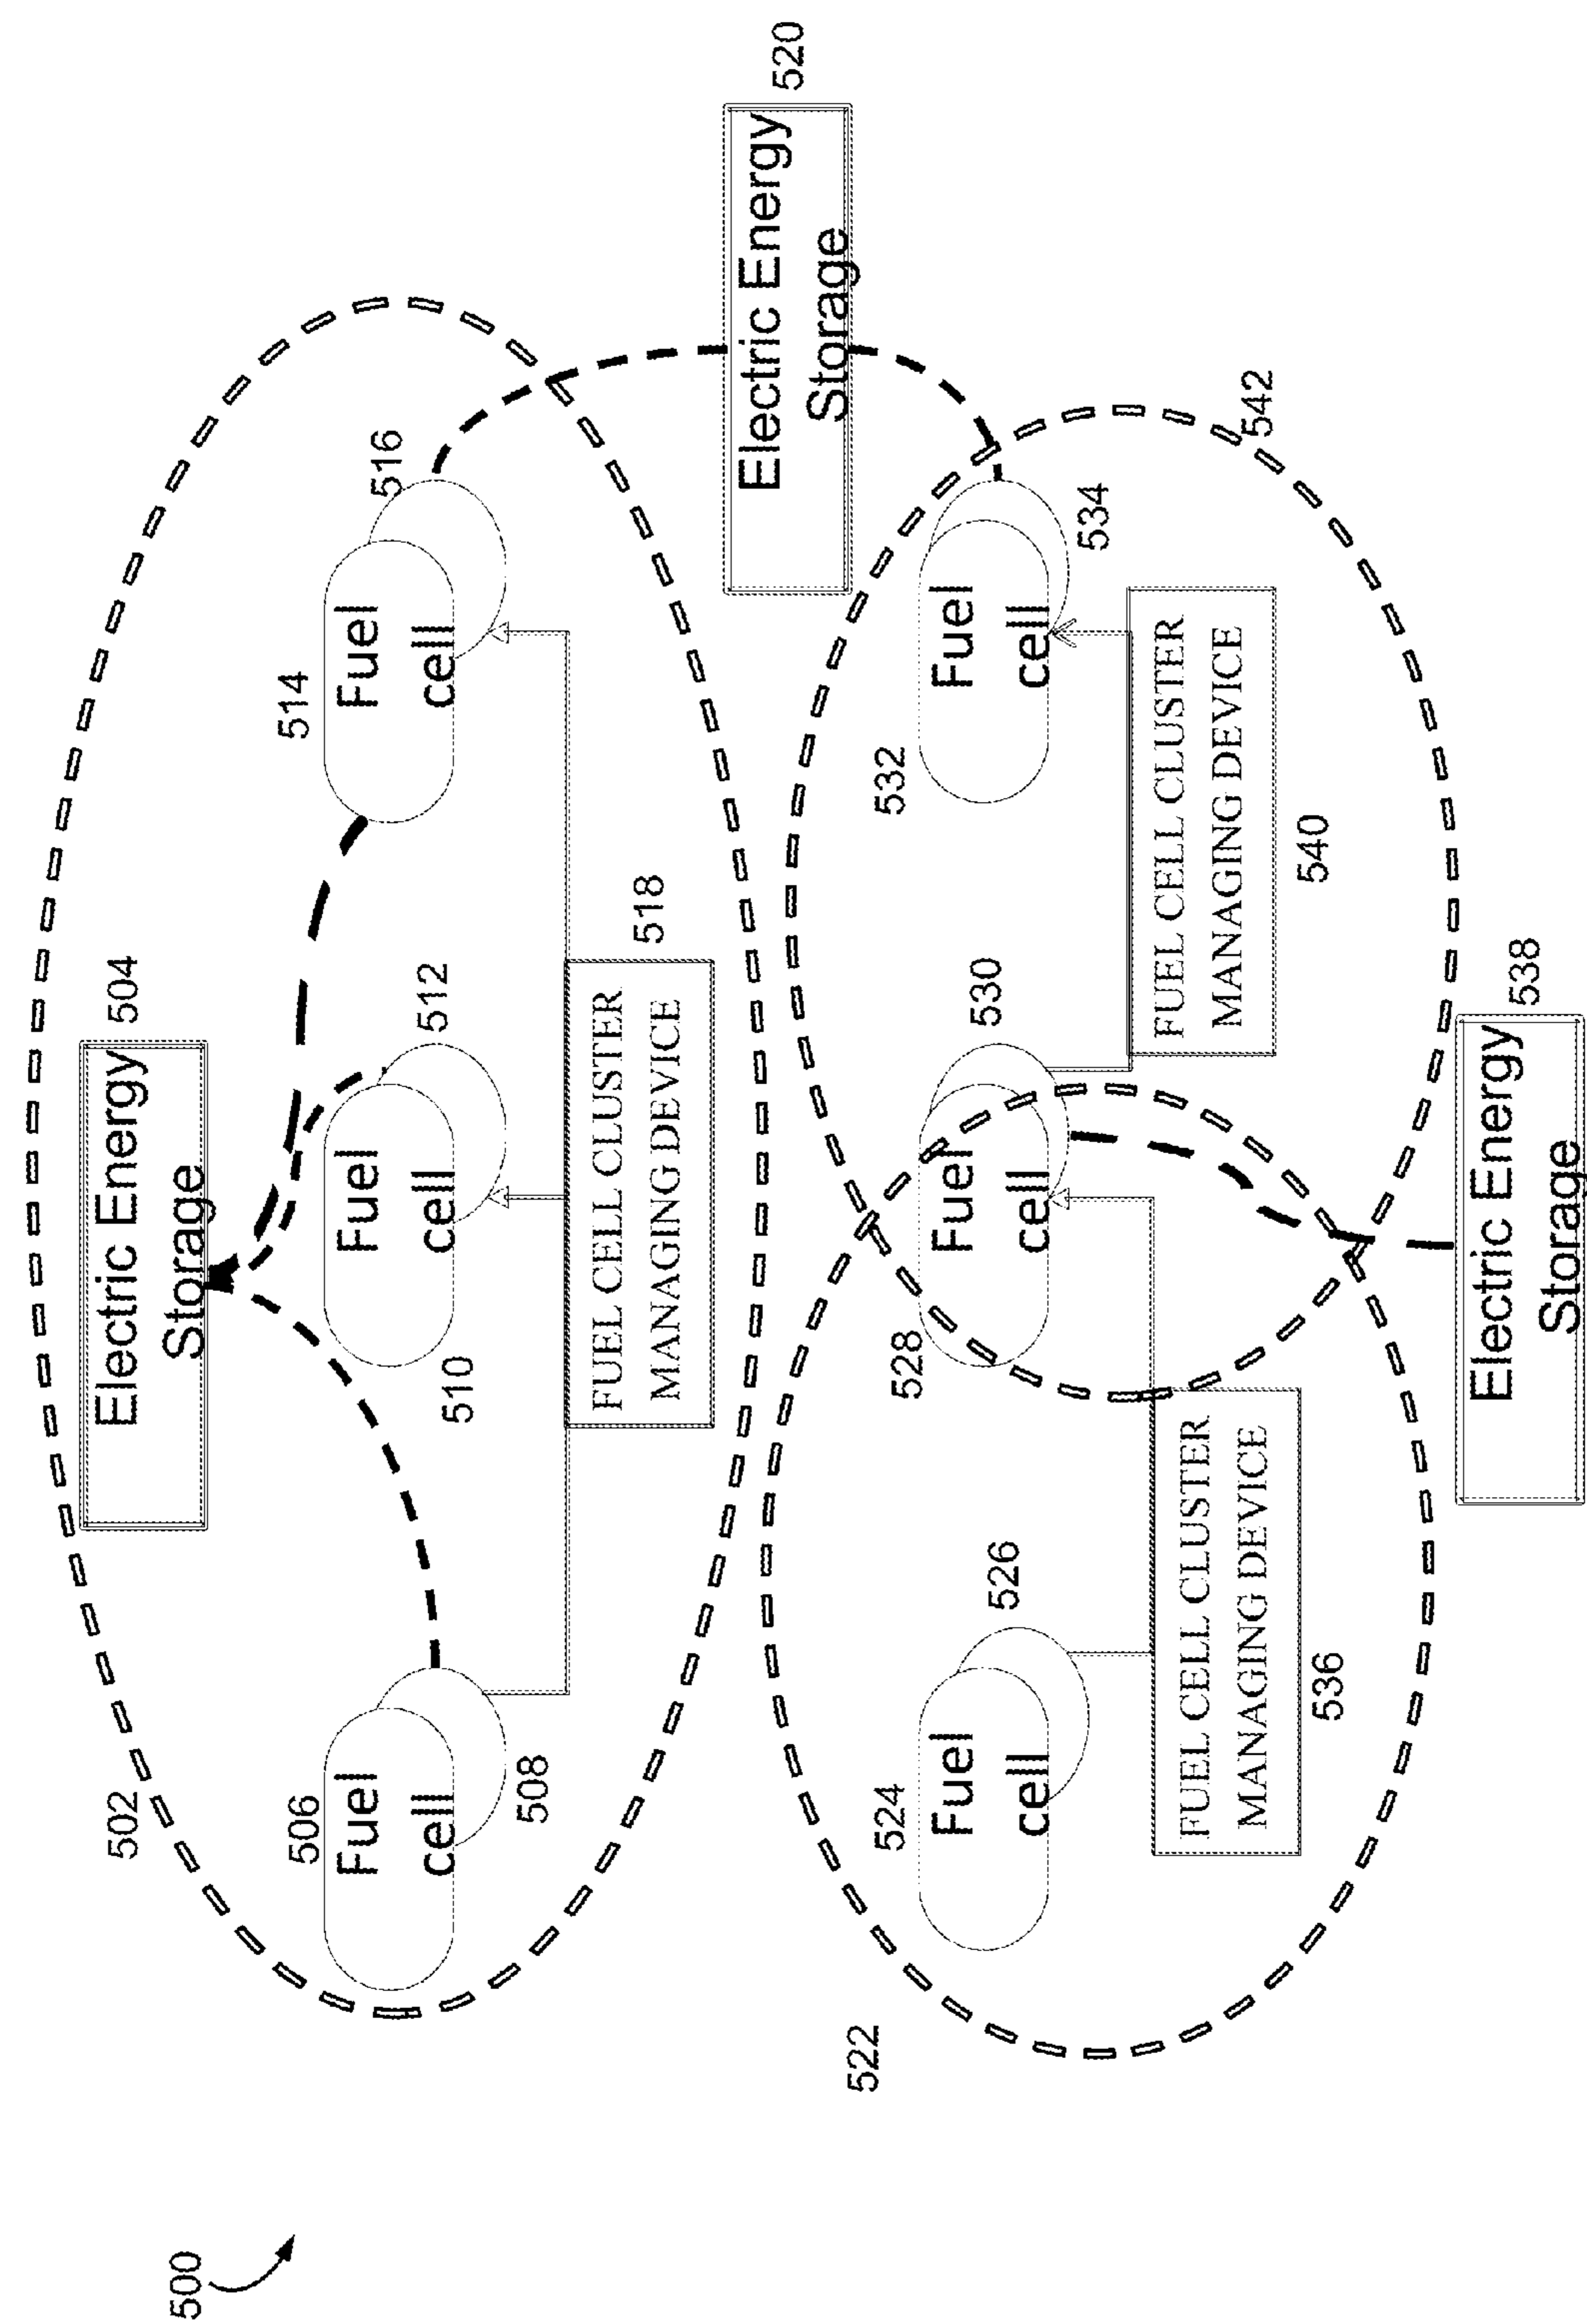 500
502
504
Electric Energy
Storage
506
Fuel
cell
508
510
Fuel
cell
512
514
Fuel
cell
516
518
FUEL CELL CLUSTER
MANAGING DEVICE
520
Electric Energy
Storage
522
524
Fuel
cell
526
528
Fuel
cell
530
532
Fuel
cell
534
FUEL CELL CLUSTER
MANAGING DEVICE
536
FUEL CELL CLUSTER
MANAGING DEVICE
540
542
Electric Energy
Storage
538